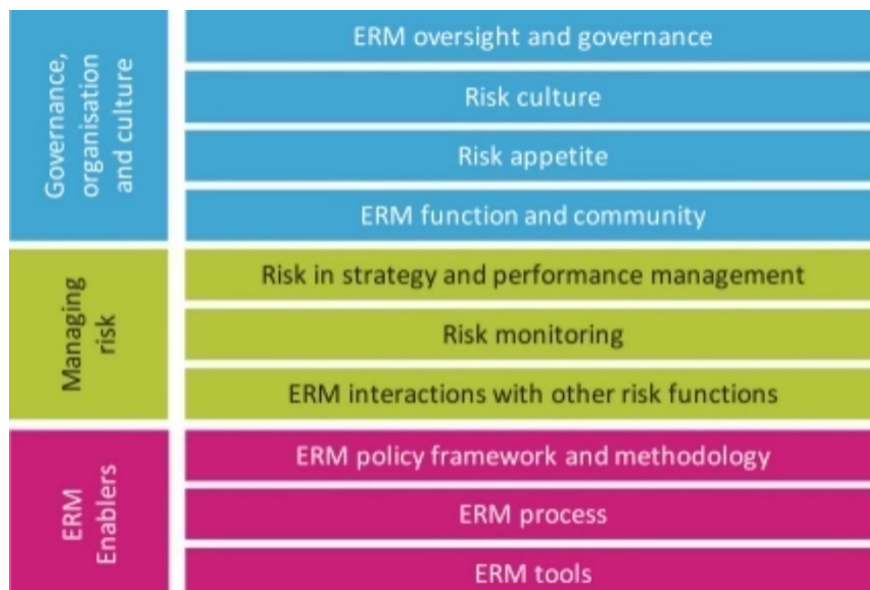 Governance,
organisation
and culture
ERM oversight and governance
Risk culture
Risk appetite
ERM function and community
Managing
risk
Risk in strategy and performance management
Risk monitoring
ERM interactions with other risk functions
ERM
Enablers
ERM policy framework and methodology
ERM process
ERM tools